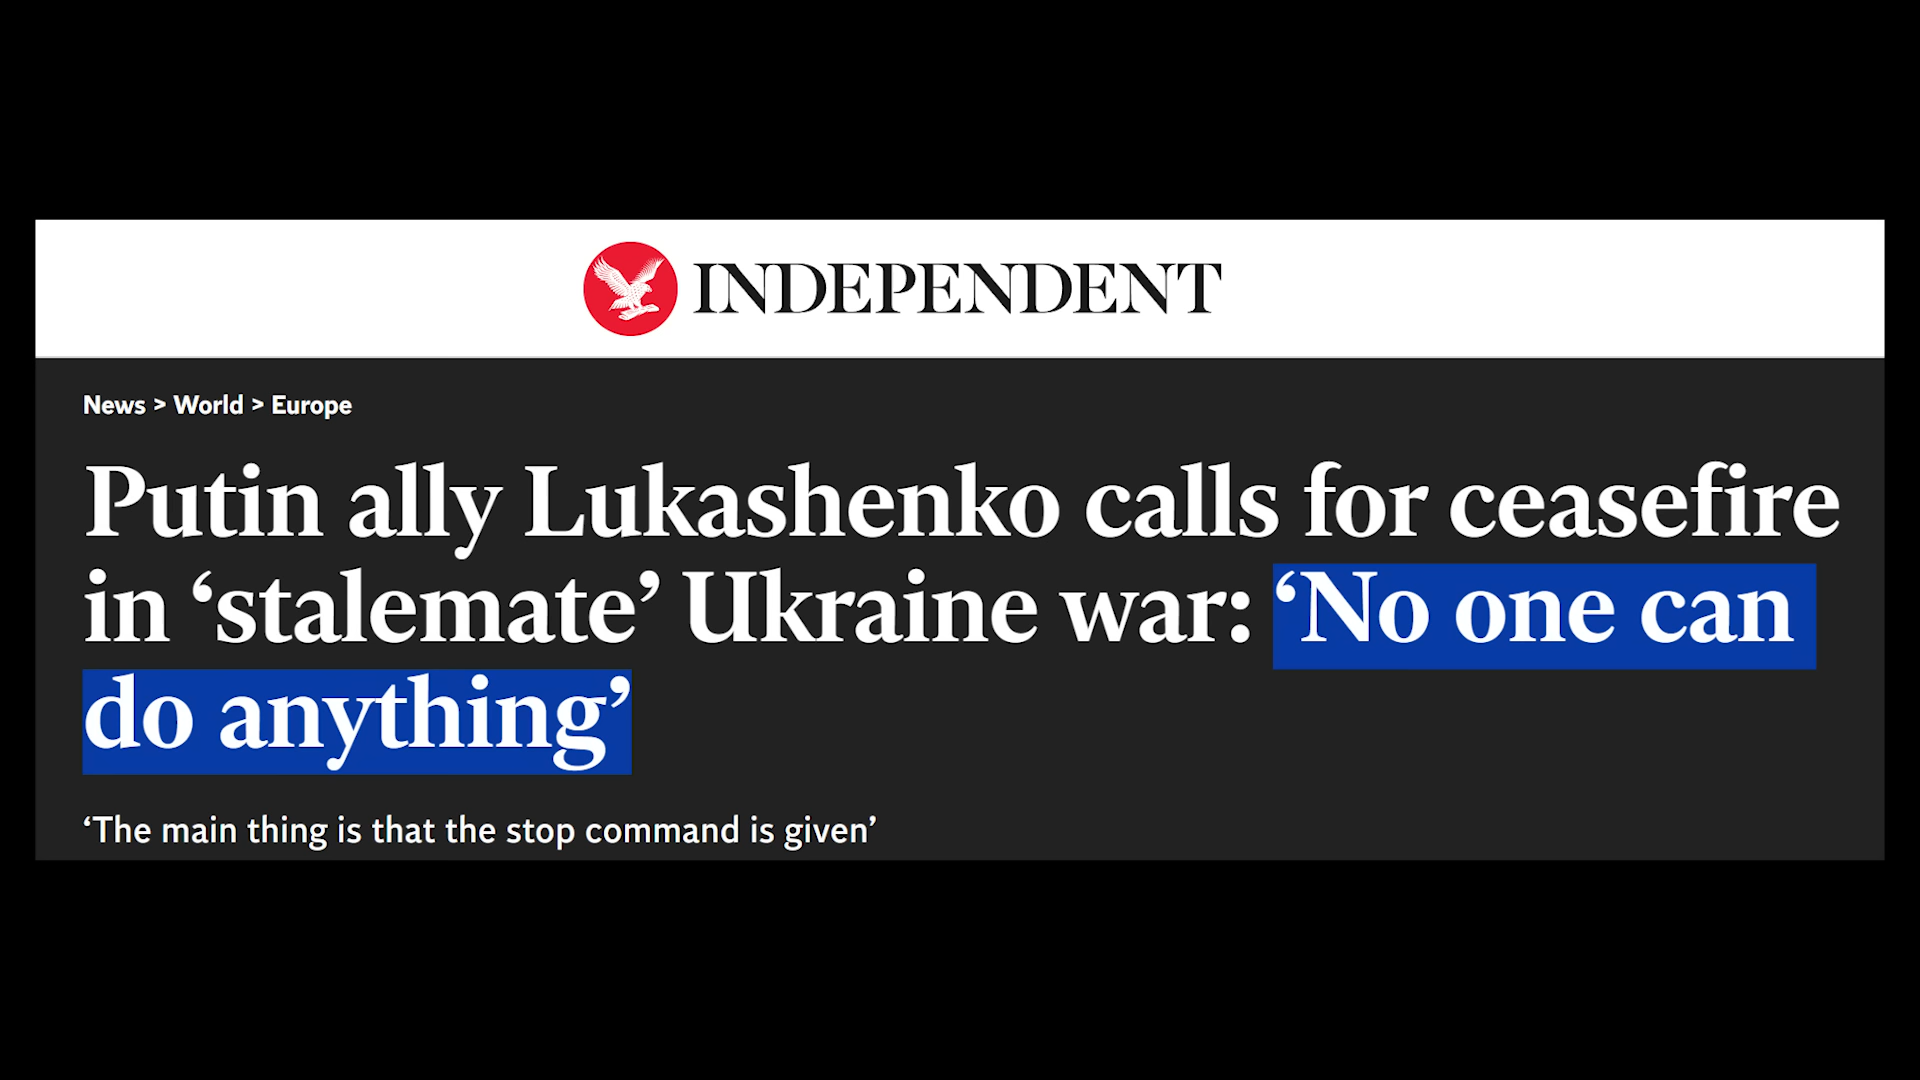 INDEPENDENT
News > World > Europe
Putin ally Lukashenko calls for ceasefire
in ‘stalemate’ Ukraine war: ‘No one can
do anything’
‘The main thing is that the stop command is given’